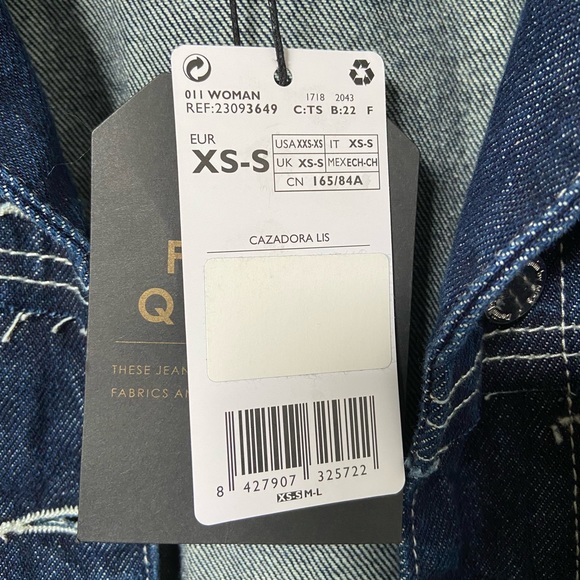 011 WOMAN 1718 2043
REF:23093649 C:TS B:22 F
EUR
XS-S
USA XXS-XS IT XS-S
UK XS-S MEX ECH-CH
CN 165/84A
CAZADORA LIS
8 427907 325722
XS-S M-L
F
Q
THESE JEAN
FABRICS AN